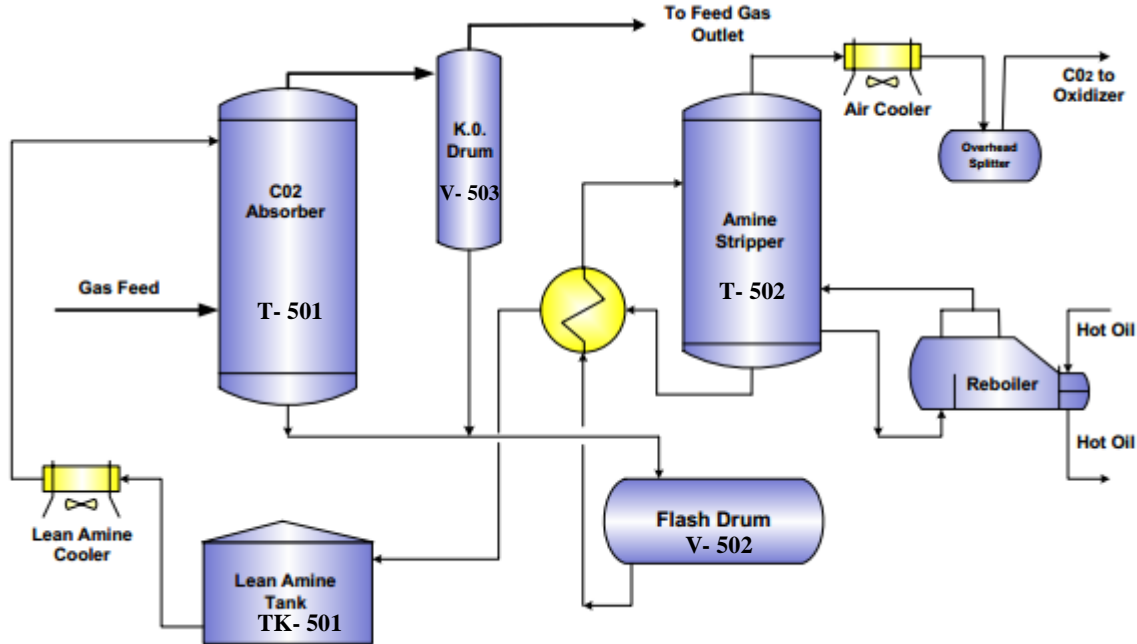 To Feed Gas
Outlet
C02 to
Oxidizer
Air Cooler
Overhead
Splitter
K.0.
Drum
V- 503
C02
Absorber
T- 501
Amine
Stripper
T- 502
Gas Feed
Hot Oil
Reboiler
Hot Oil
Flash Drum
V- 502
Lean Amine
Cooler
Lean Amine
Tank
TK- 501